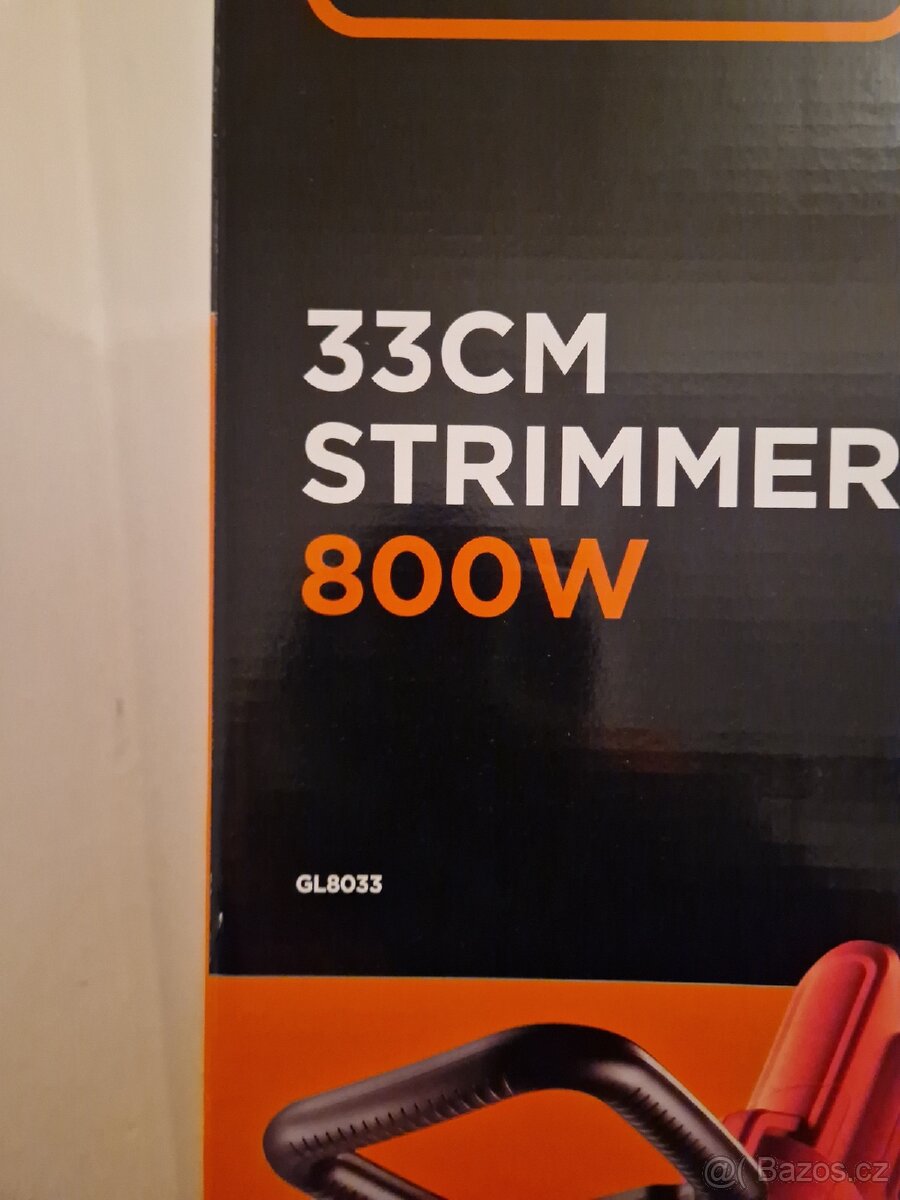 33CM
STRIMMER
800W
GL8033
@( Bazos.cz